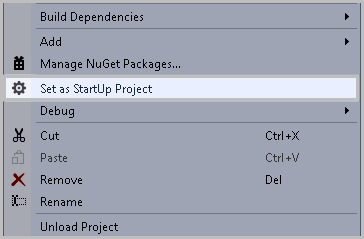 Build Dependencies
Add
Manage NuGet Packages...
Set as StartUp Project
Debug
Cut Ctrl+X
Paste Ctrl+V
Remove Del
Rename
Unload Project